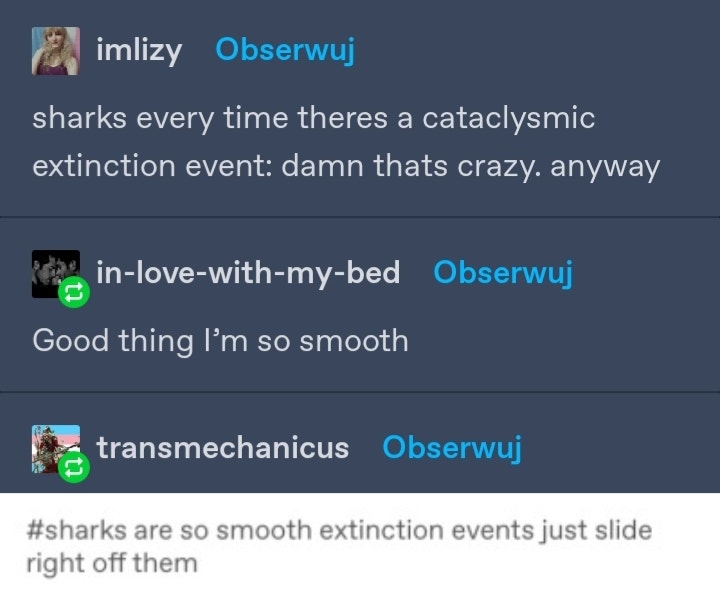 imlizy Obserwuj
sharks every time theres a cataclysmic
extinction event: damn thats crazy. anyway
in-love-with-my-bed Obserwuj
Good thing I’m so smooth
transmechanicus Obserwuj
#sharks are so smooth extinction events just slide
right off them